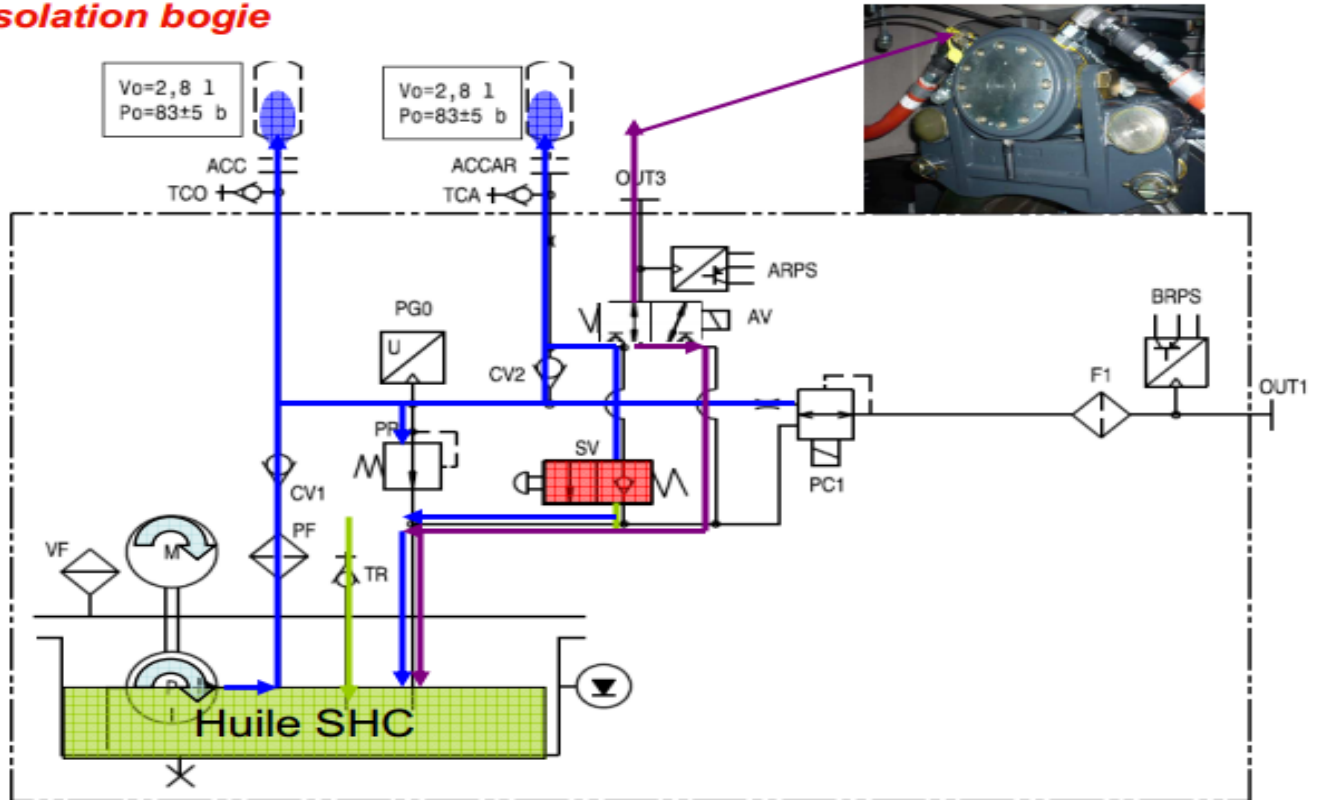 solation bogie
Vo=2,8 l
Po=83±5 b
Vo=2,8 l
Po=83±5 b
ACC
ACCAR
TCO
TCA
OUT3
ARPS
PG0
BRPS
AV
U
CV2
F1
OUT1
PR
SV
PC1
CV1
PF
VF
M
TR
P
Huile SHC